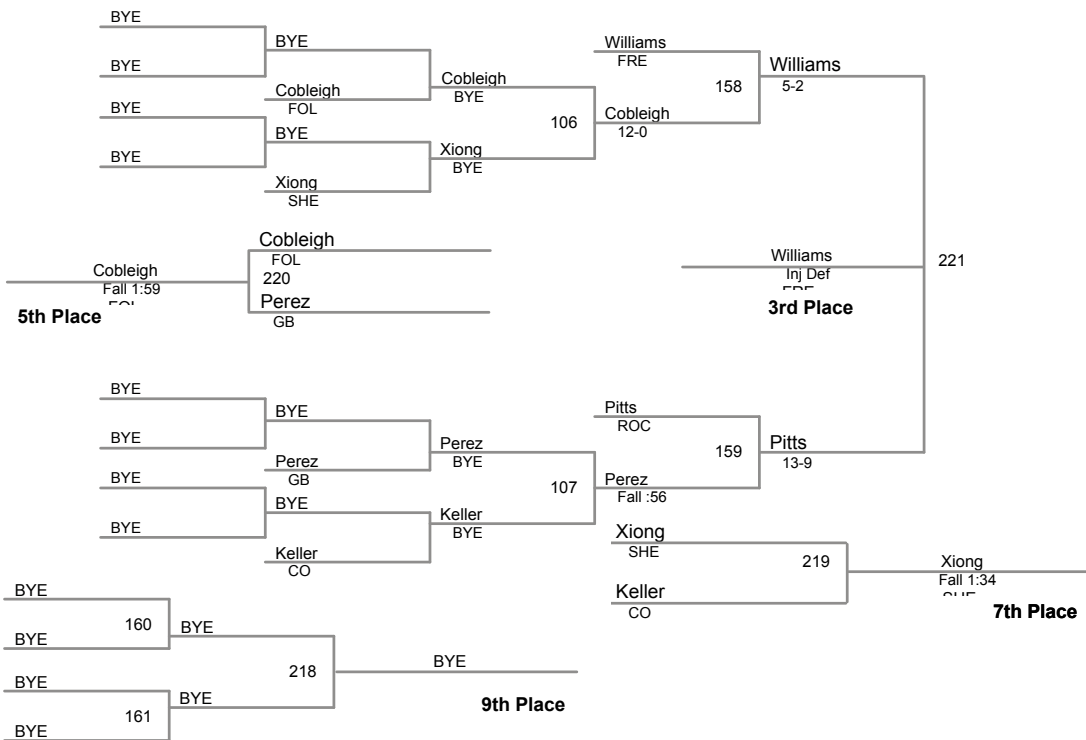 BYE
BYE
BYE
Cobleigh
FOL
Cobleigh
BYE
BYE
BYE
BYE
Xiong
SHE
Xiong
BYE
106
Williams
FRE
Cobleigh
12-0
158
Williams
5-2
Cobleigh
FOL
220
Perez
GB
Cobleigh
Fall 1:59
5th Place
Williams
Inj Def
3rd Place
221
BYE
BYE
BYE
Perez
GB
Perez
BYE
BYE
BYE
BYE
Keller
CO
Keller
BYE
107
Pitts
ROC
Perez
Fall :56
159
Pitts
13-9
Xiong
SHE
Keller
CO
219
Xiong
Fall 1:34
7th Place
BYE
BYE
160
BYE
BYE
161
BYE
218
BYE
9th Place